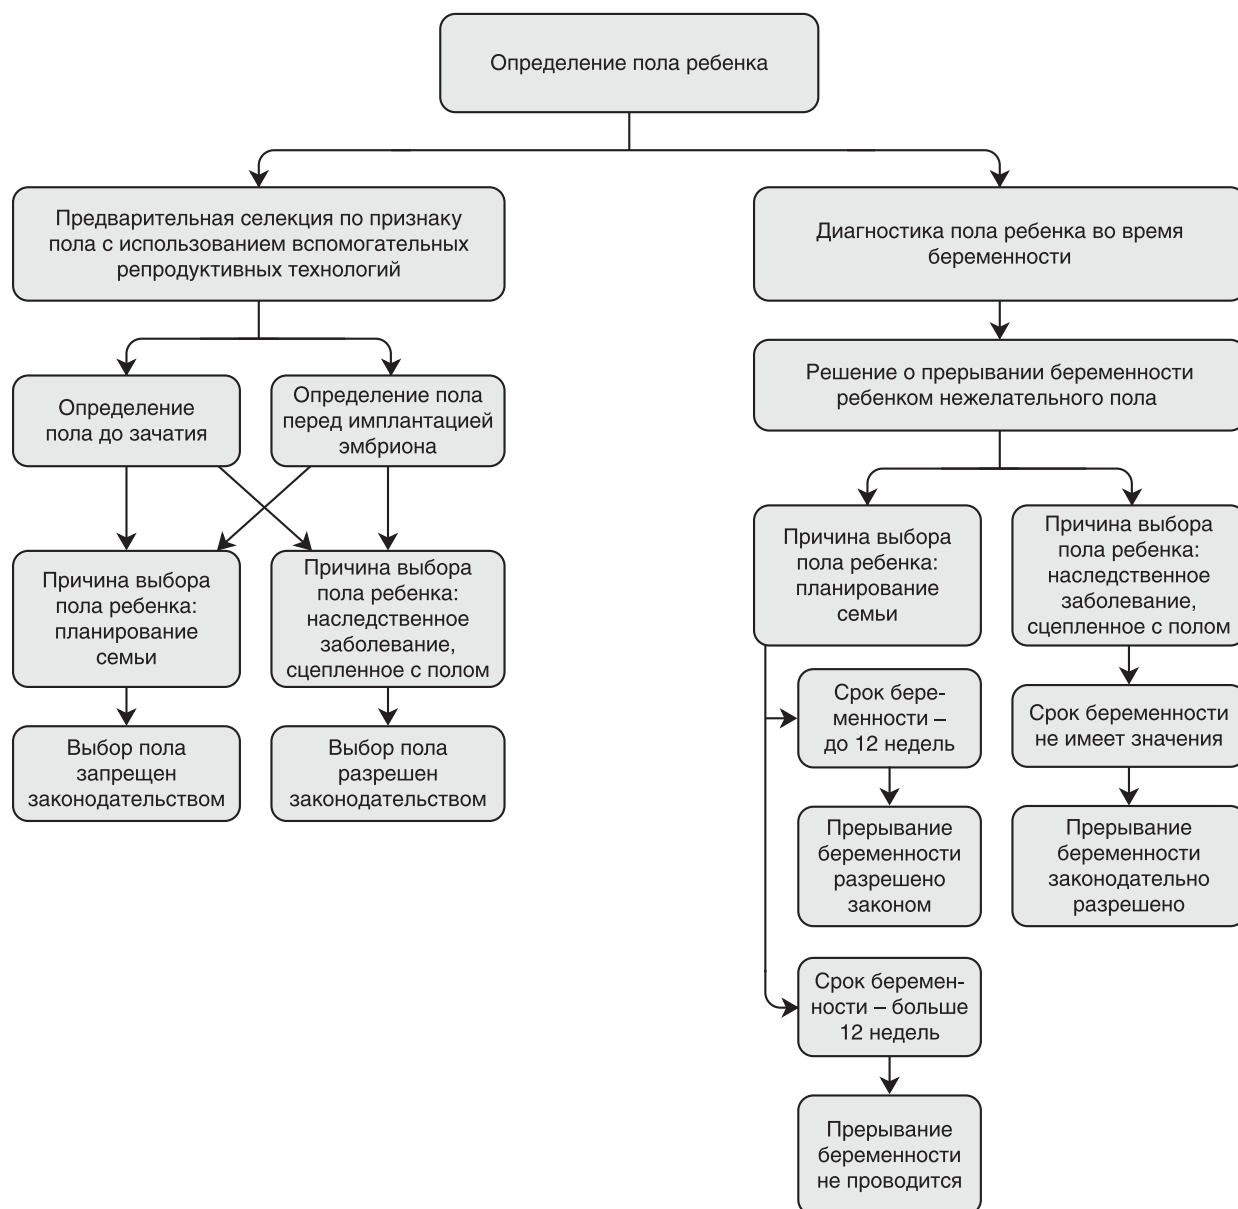 Определение пола ребенка
Предварительная селекция по признаку
пола с использованием вспомогательных
репродуктивных технологий
Диагностика пола ребенка во время
беременности
Определение
пола до зачатия
Определение пола
перед имплантацией
эмбриона
Решение о прерывании беременности
ребенком нежелательного пола
Причина выбора
пола ребенка:
планирование
семьи
Причина выбора
пола ребенка:
наследственное
заболевание,
сцепленное с полом
Причина выбора
пола ребенка:
планирование
семьи
Причина выбора
пола ребенка:
наследственное
заболевание,
сцепленное с полом
Выбор пола
запрещен
законодательством
Выбор пола
разрешен
законодательством
Срок бере-
менности –
до 12 недель
Срок беременности
не имеет значения
Прерывание
беременности
разрешено
законом
Прерывание
беременности
законодательно
разрешено
Срок беремен-
ности – больше
12 недель
Прерывание
беременности
не проводится